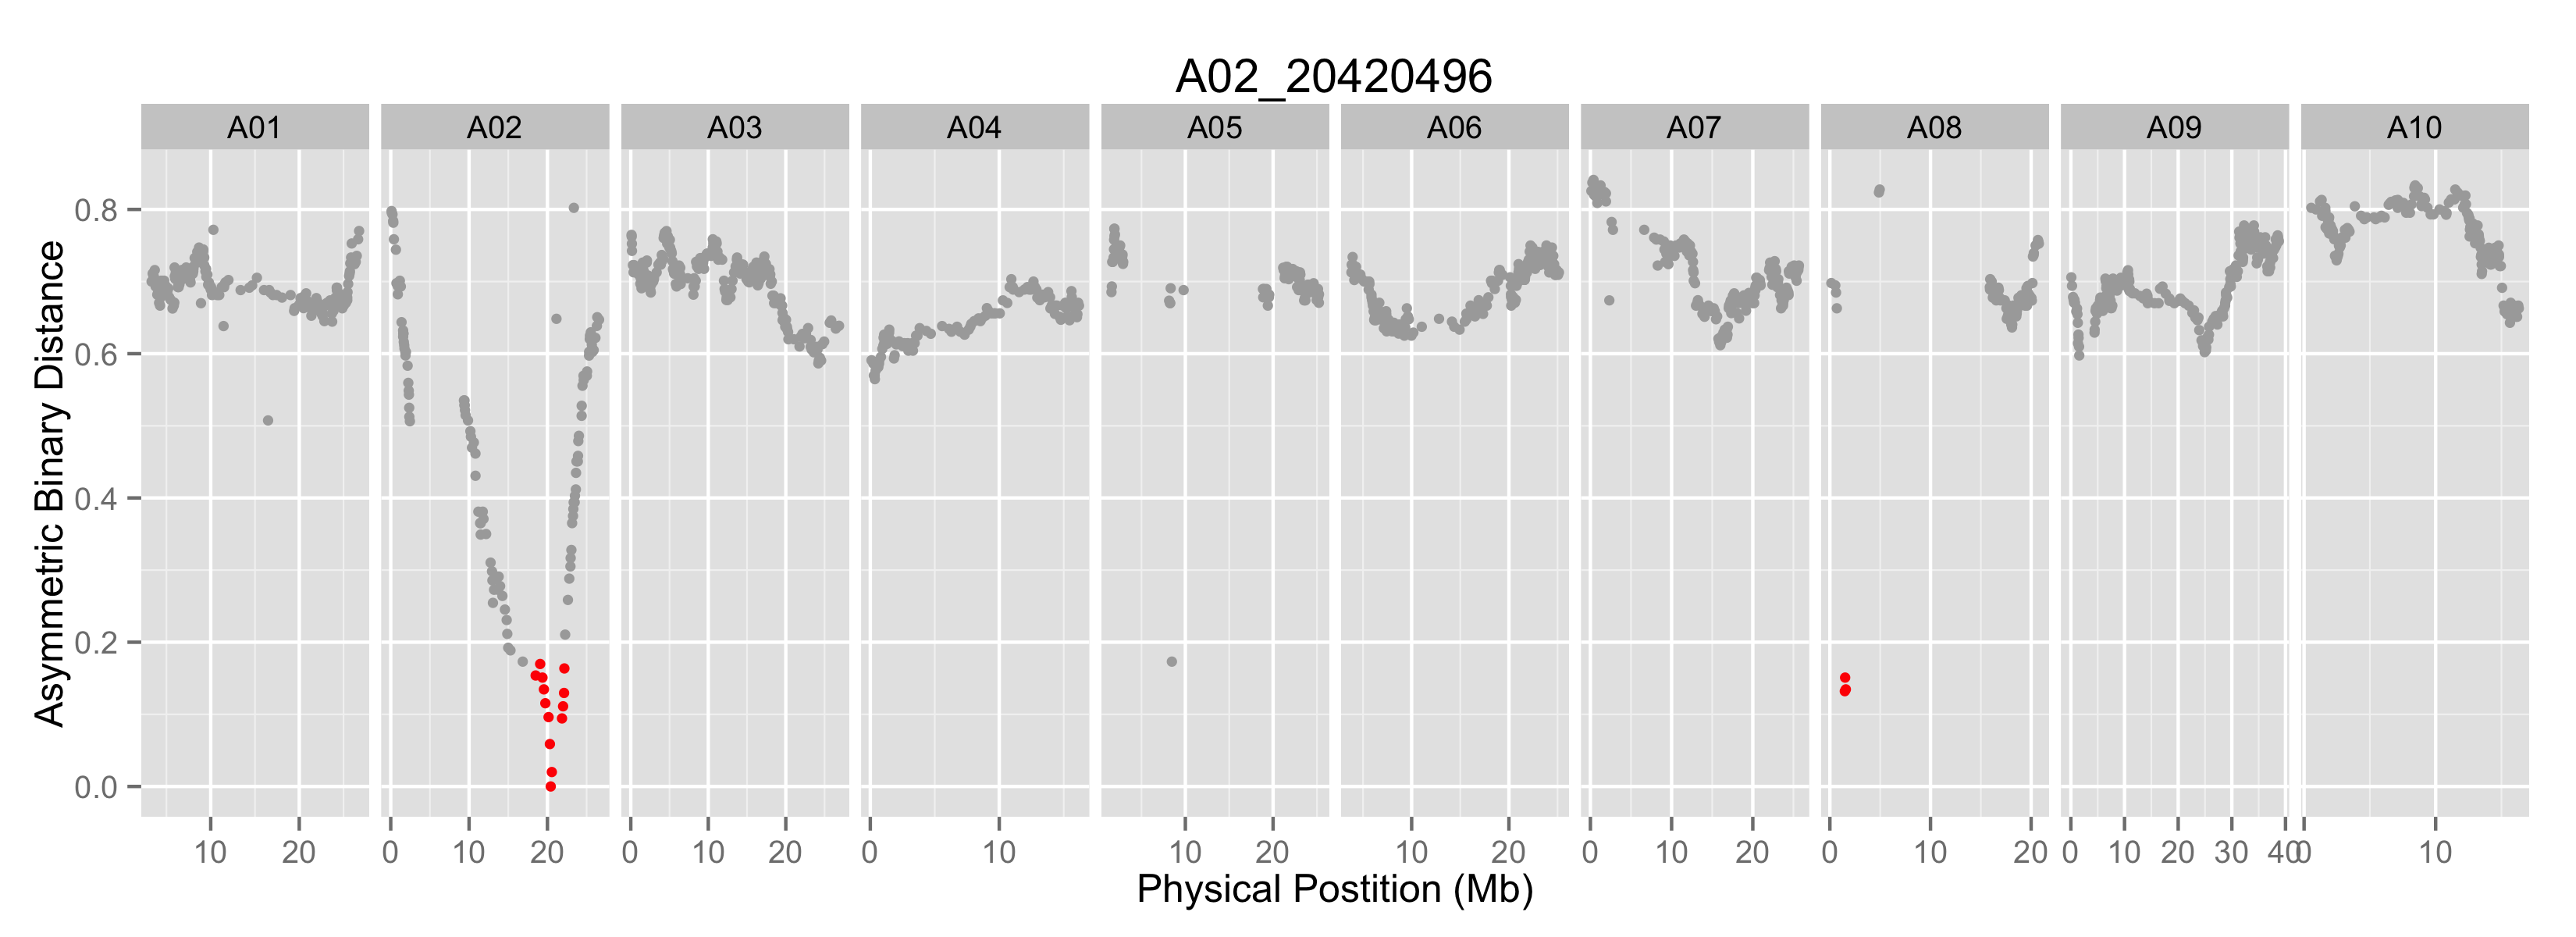 A02_20420496
A01 A02 A03 A04 A05 A06 A07 A08 A09 A10
Asymmetric Binary Distance
0.8
0.6
0.4
0.2
0.0
10 20 0 10 20 0 10 20 0 10 10 20 10 20 0 10 20 0 10 20 0 10 20 30 40 0 10
Physical Postition (Mb)